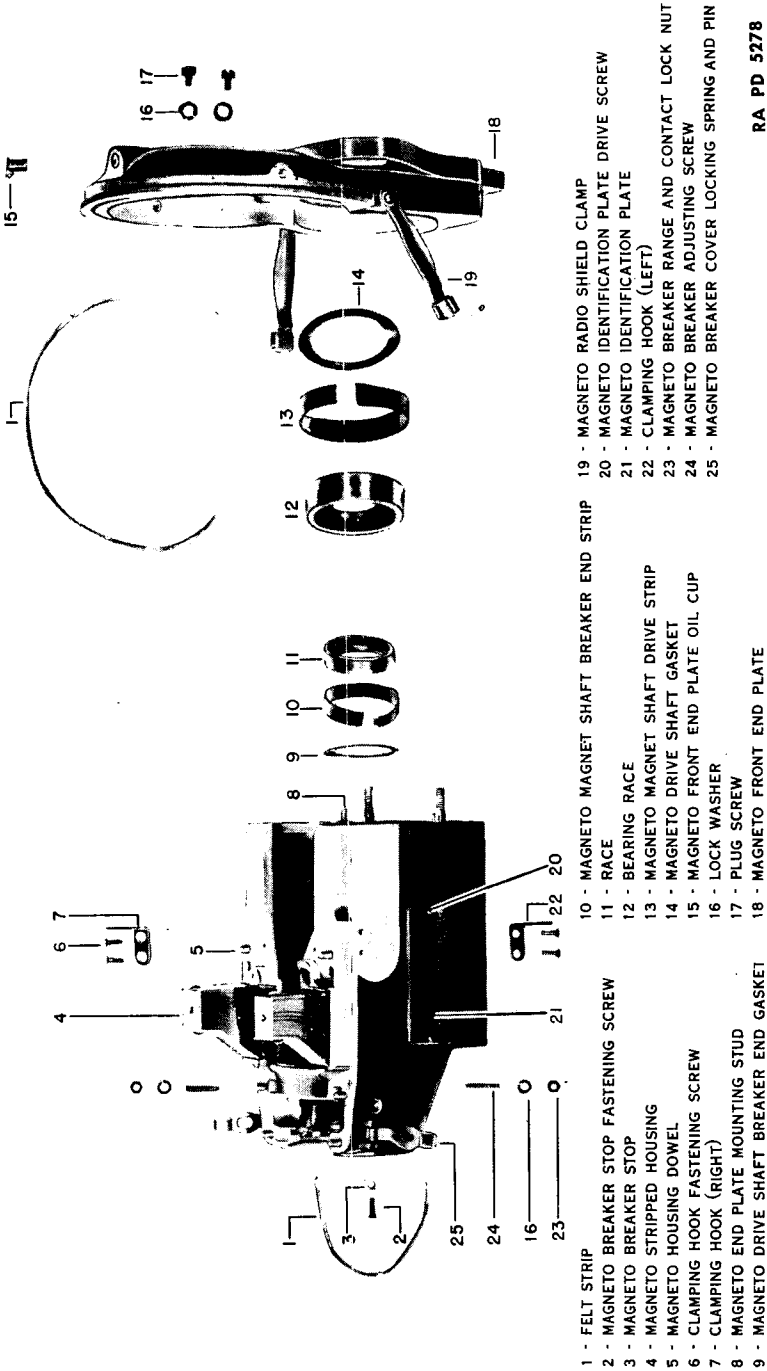 15
17
16
18
19
1
14
13
12
11
10
9
8
7
6
5
4
20
22
21
1
3
2
25
24
16
23
1 - FELT STRIP
2 - MAGNETO BREAKER STOP FASTENING SCREW
3 - MAGNETO BREAKER STOP
4 - MAGNETO STRIPPED HOUSING
5 - MAGNETO HOUSING DOWEL
6 - CLAMPING HOOK FASTENING SCREW
7 - CLAMPING HOOK (RIGHT)
8 - MAGNETO END PLATE MOUNTING STUD
9 - MAGNETO DRIVE SHAFT BREAKER END GASKET
10 - MAGNETO MAGNET SHAFT BREAKER END STRIP
11 - RACE
12 - BEARING RACE
13 - MAGNETO MAGNET SHAFT DRIVE STRIP
14 - MAGNETO DRIVE SHAFT GASKET
15 - MAGNETO FRONT END PLATE OIL CUP
16 - LOCK WASHER
17 - PLUG SCREW
18 - MAGNETO FRONT END PLATE
19 - MAGNETO RADIO SHIELD CLAMP
20 - MAGNETO IDENTIFICATION PLATE DRIVE SCREW
21 - MAGNETO IDENTIFICATION PLATE
22 - CLAMPING HOOK (LEFT)
23 - MAGNETO BREAKER RANGE AND CONTACT LOCK NUT
24 - MAGNETO BREAKER ADJUSTING SCREW
25 - MAGNETO BREAKER COVER LOCKING SPRING AND PIN
RA PD 5278